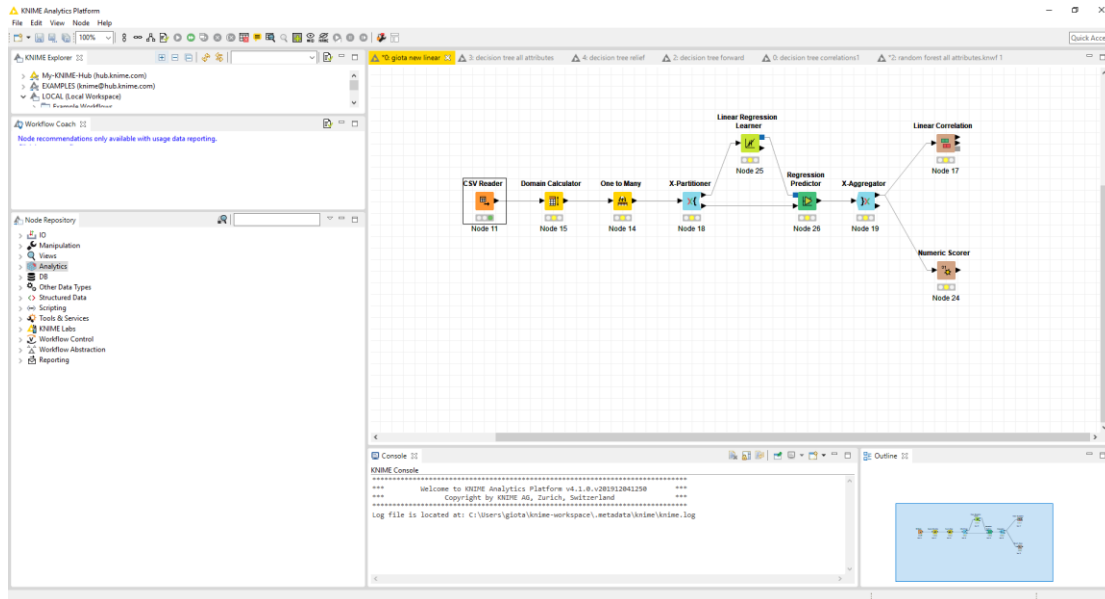 KNIME Analytics Platform
File Edit View Node Help
100%
Quick Acce
KNIME Explorer
My-KNIME-Hub (hub.knime.com)
EXAMPLES (knime@hub.knime.com)
LOCAL (Local Workspace)
Example Workflows
Workflow Coach
Node recommendations only available with usage data reporting.
Node Repository
IO
Manipulation
Views
Analytics
DB
Other Data Types
Structured Data
Scripting
Tools & Services
KNIME Labs
Workflow Control
Workflow Abstraction
Reporting
*0: giota new linear
3: decision tree all attributes
4: decision tree relief
2: decision tree forward
0: decision tree correlations1
*2: random forest all attributes.knwf 1
Linear Regression
Learner
Node 25
Linear Correlation
Node 17
CSV Reader
Node 11
Domain Calculator
Node 15
One to Many
Node 14
X-Partitioner
Node 18
Regression
Predictor
Node 26
X-Aggregator
Node 19
Numeric Scorer
Node 24
Console
KNIME Console
*** Welcome to KNIME Analytics Platform v4.1.0.v201912041250 ***
*** Copyright by KNIME AG, Zurich, Switzerland ***
Log file is located at: C:\Users\giota\knime-workspace\.metadata\knime\knime.log
Outline